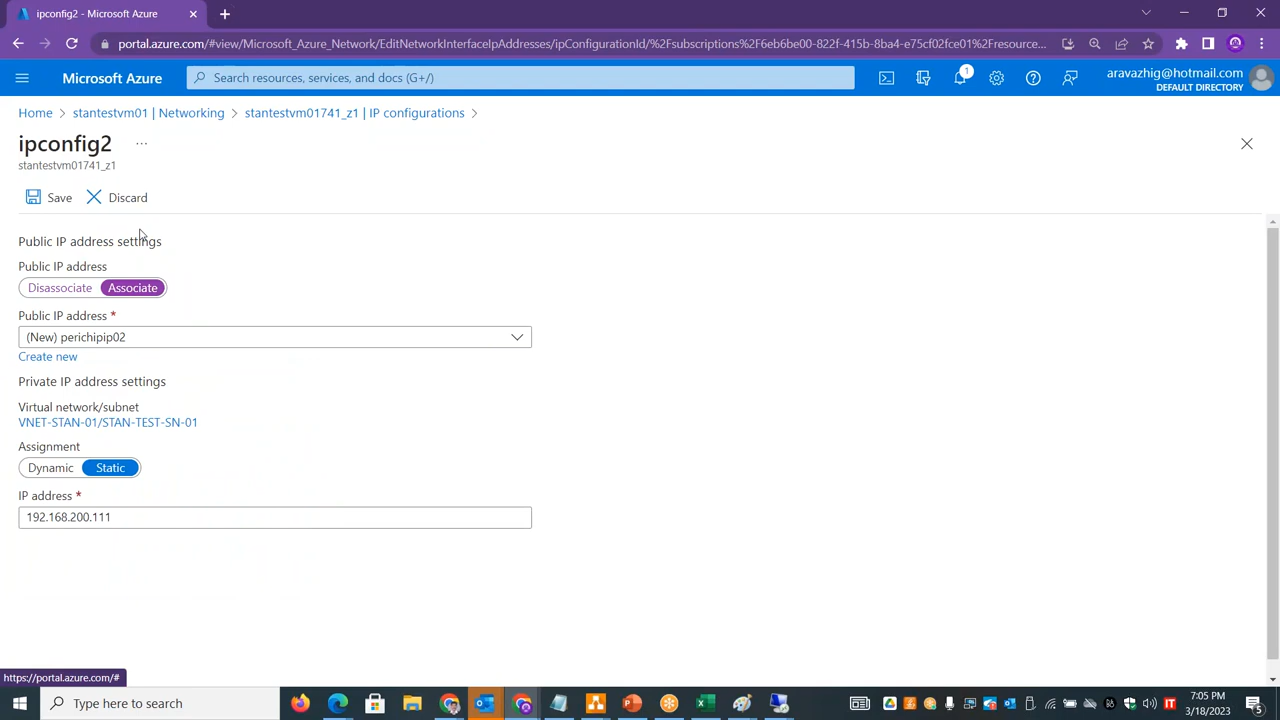 ipconfig2 - Microsoft Azure
portal.azure.com/#view/Microsoft_Azure_Network/EditNetworkInterfaceIpAddresses/ipConfigurationId/%2Fsubscriptions%2F6eb6be00-822f-415b-8ba4-e75cf02fce01%2Fresource...
Microsoft Azure
Search resources, services, and docs (G+/)
1
aravazhig@hotmail.com
DEFAULT DIRECTORY
Home > stantestvm01 | Networking > stantestvm01741_z1 | IP configurations >
ipconfig2 ...
stantestvm01741_z1
Save Discard
Public IP address settings
Public IP address
Disassociate Associate
Public IP address *
(New) perichipip02
Create new
Private IP address settings
Virtual network/subnet
VNET-STAN-01/STAN-TEST-SN-01
Assignment
Dynamic Static
IP address *
192.168.200.111
https://portal.azure.com/#
Type here to search
7:05 PM
3/18/2023
5